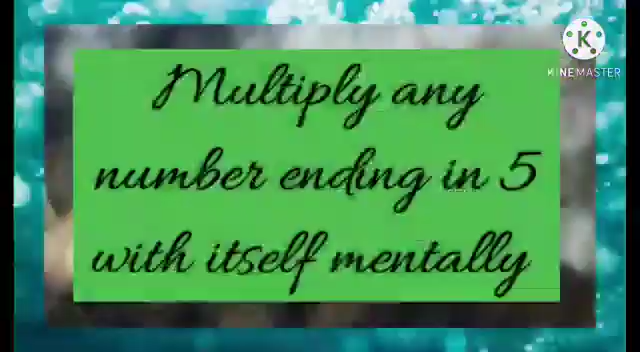 KINEMASTER
Multiply any
number ending in 5
with itself mentally